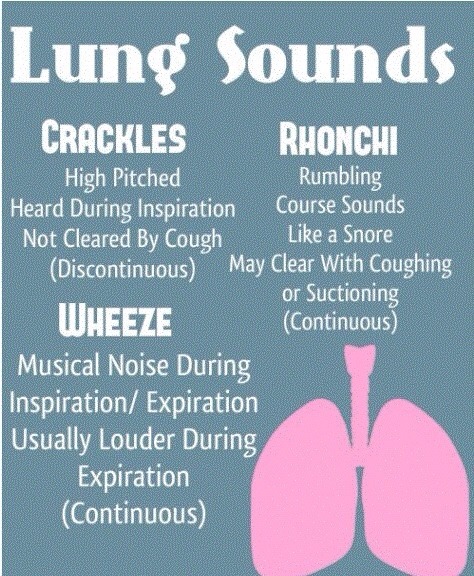 Lung Sounds
CRACKLES
High Pitched
Heard During Inspiration
Not Cleared By Cough
(Discontinuous)
RHONCHI
Rumbling
Course Sounds
Like a Snore
May Clear With Coughing
or Suctioning
(Continuous)
WHEEZE
Musical Noise During
Inspiration/ Expiration
Usually Louder During
Expiration
(Continuous)